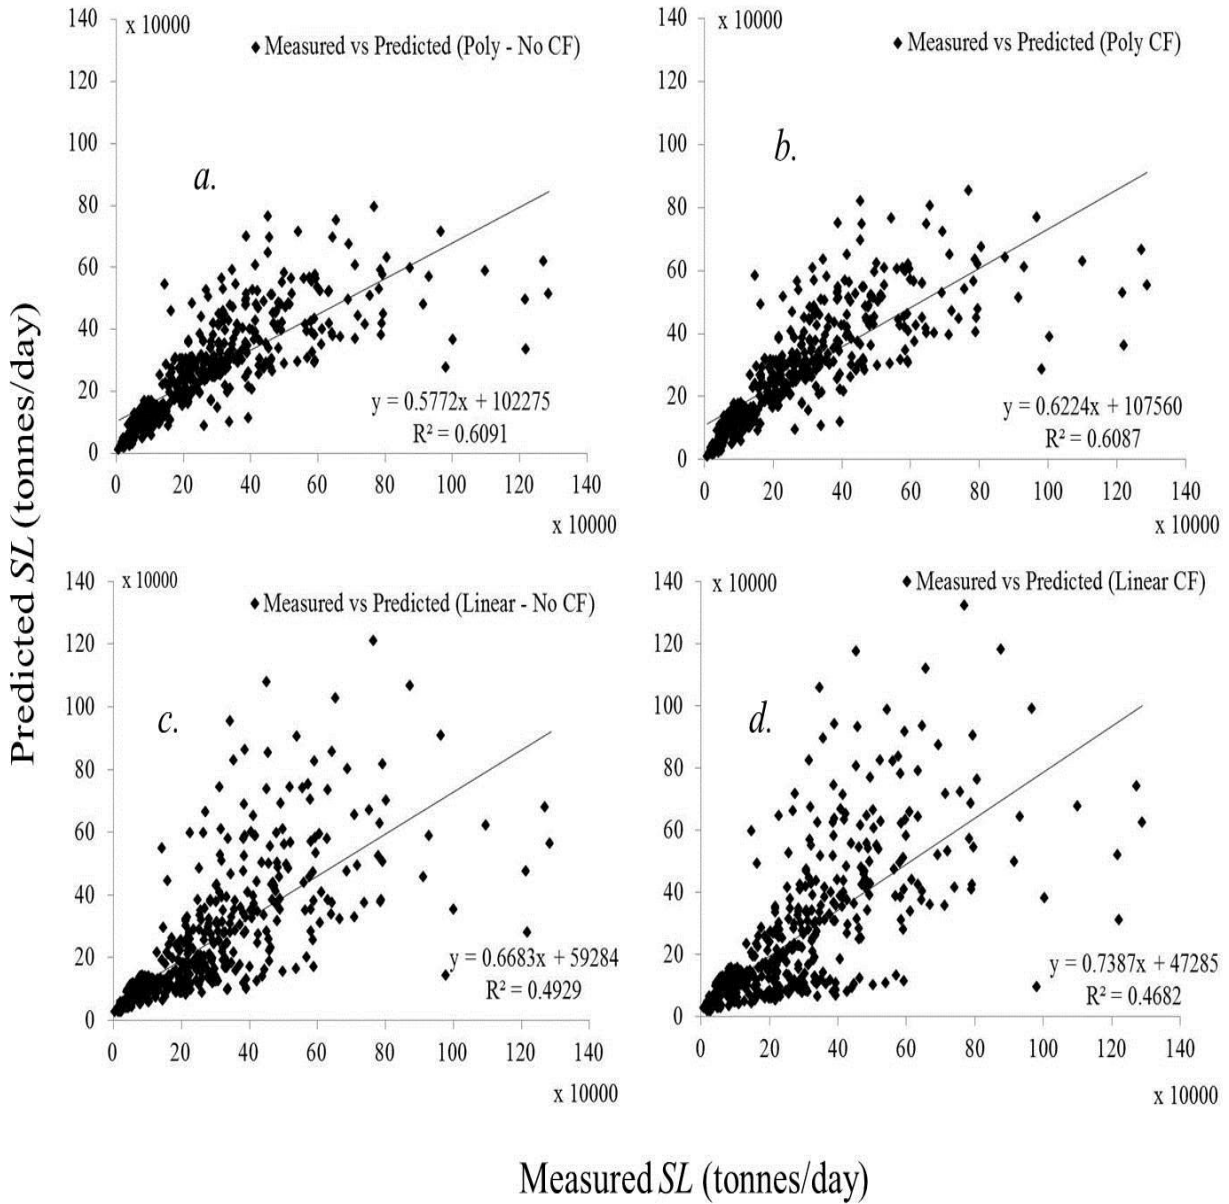 Predicted SL (tonnes/day)
140
x 10000
Measured vs Predicted (Poly - No CF)
120
100
a.
80
60
40
20
0
y = 0.5772x + 102275
R² = 0.6091
0 20 40 60 80 100 120 140
x 10000
140
x 10000
Measured vs Predicted (Poly CF)
120
100
b.
80
60
40
20
0
y = 0.6224x + 107560
R² = 0.6087
0 20 40 60 80 100 120 140
x 10000
140
x 10000
Measured vs Predicted (Linear - No CF)
120
100
c.
80
60
40
20
0
y = 0.6683x + 59284
R² = 0.4929
0 20 40 60 80 100 120 140
x 10000
140
x 10000
Measured vs Predicted (Linear CF)
120
100
d.
80
60
40
20
0
y = 0.7387x + 47285
R² = 0.4682
0 20 40 60 80 100 120 140
x 10000
Measured SL (tonnes/day)